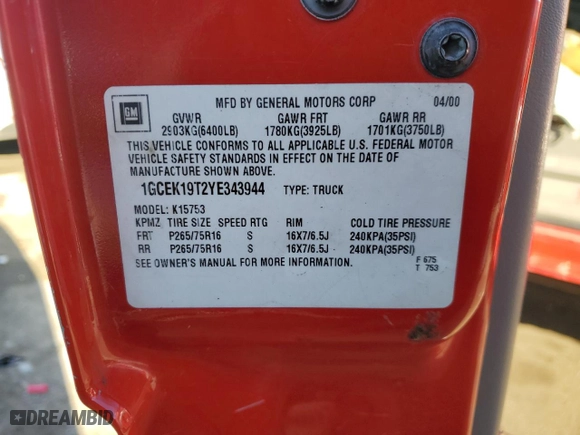 GM
MFD BY GENERAL MOTORS CORP 04/00
GVWR GAWR FRT GAWR RR
2903KG(6400LB) 1780KG(3925LB) 1701KG(3750LB)
THIS VEHICLE CONFORMS TO ALL APPLICABLE U.S. FEDERAL MOTOR
VEHICLE SAFETY STANDARDS IN EFFECT ON THE DATE OF
MANUFACTURE SHOWN ABOVE.
1GCEK19T2YE343944 TYPE: TRUCK
MODEL: K15753
KPMZ TIRE SIZE SPEED RTG RIM COLD TIRE PRESSURE
FRT P265/75R16 S 16X7/6.5J 240KPA(35PSI)
RR P265/75R16 S 16X7/6.5J 240KPA(35PSI)
SEE OWNER'S MANUAL FOR MORE INFORMATION.
F 675
T 753
DREAMBID